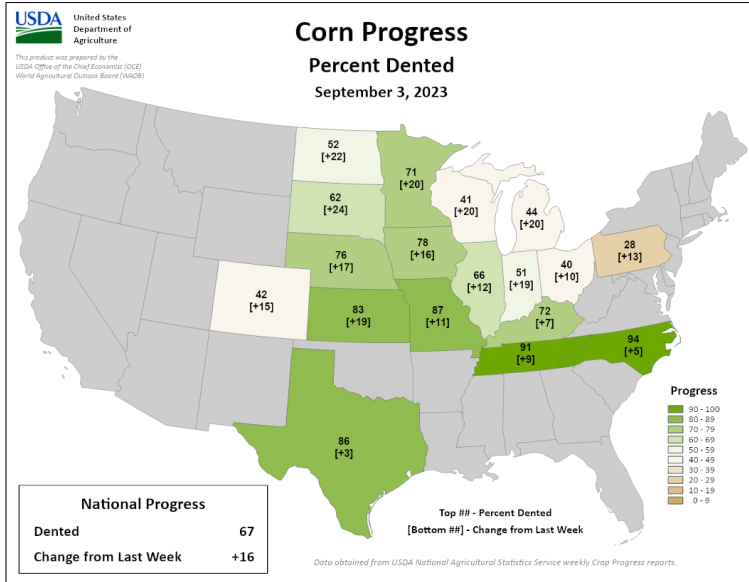 USDA
United States
Department of
Agriculture
This product was prepared by the
USDA Office of the Chief Economist (OCE)
World Agricultural Outlook Board (WAOB)
Corn Progress
Percent Dented
September 3, 2023
52
[+22]
71
[+20]
41
[+20]
44
[+20]
62
[+24]
28
[+13]
76
[+17]
78
[+16]
66
[+12]
51
[+19]
40
[+10]
42
[+15]
83
[+19]
87
[+11]
72
[+7]
91
[+9]
94
[+5]
86
[+3]
Progress
90 - 100
80 - 89
70 - 79
60 - 69
50 - 59
40 - 49
30 - 39
20 - 29
10 - 19
0 - 9
National Progress
Dented 67
Change from Last Week +16
Top ## - Percent Dented
[Bottom ##] - Change from Last Week
Data obtained from USDA National Agricultural Statistics Service weekly Crop Progress reports.